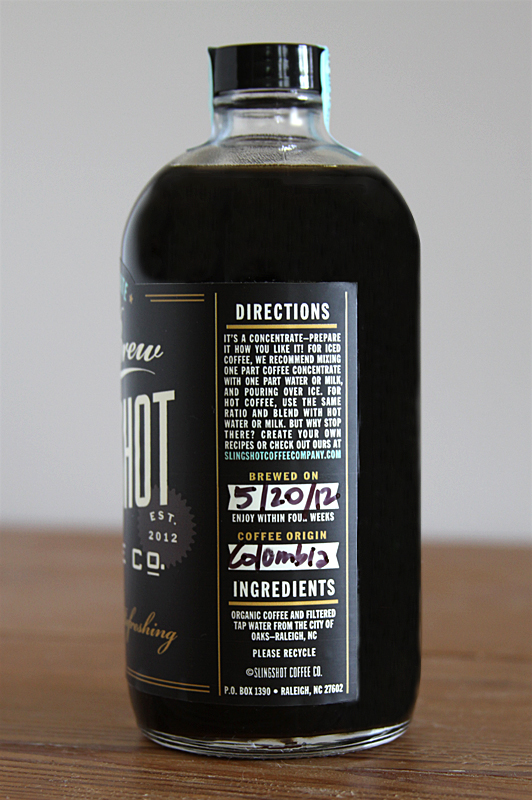 DIRECTIONS
IT'S A CONCENTRATE–PREPARE
IT HOW YOU LIKE IT! FOR ICED
COFFEE, WE RECOMMEND MIXING
ONE PART COFFEE CONCENTRATE
WITH ONE PART WATER OR MILK,
AND POURING OVER ICE. FOR
HOT COFFEE, USE THE SAME
RATIO AND BLEND WITH HOT
WATER OR MILK. BUT WHY STOP
THERE? CREATE YOUR OWN
RECIPES OR CHECK OUT OURS AT
SLINGSHOTCOFFEECOMPANY.COM
BREWED ON
5/20/12
ENJOY WITHIN FOU.. WEEKS
COFFEE ORIGIN
Colombia
INGREDIENTS
ORGANIC COFFEE AND FILTERED
TAP WATER FROM THE CITY OF
OAKS–RALEIGH, NC
PLEASE RECYCLE
©SLINGSHOT COFFEE CO.
P.O. BOX 1390 • RALEIGH, NC 27602
rew
HOT
EST.
2012
E CO.
efreshing